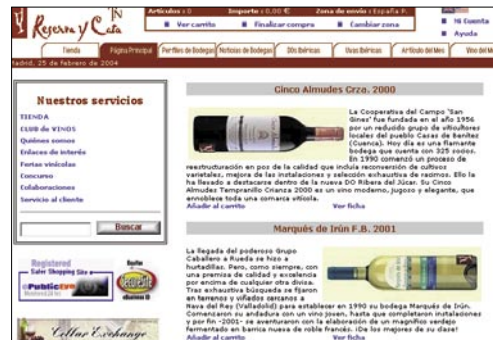 Reserva y Cata
Artículos : 0 Importe : 0,00 € Zona de envío : España P.
Ver carrito Finalizar compra Cambiar zona
Mi Cuenta
Ayuda
Tienda Página Principal Perfiles de Bodegas Noticias de Bodegas DOs Ibéricas Uvas Ibéricas Artículo del Mes Vino del M
Madrid, 25 de febrero de 2004
Nuestros servicios
TIENDA
CLUB de VINOS
Quiénes somos
Enlaces de interés
Ferias vinícolas
Concurso
Colaboraciones
Servicio al cliente
Buscar
Registered
Safer Shopping Site
PublicEye
Cellar Exchange
Cinco Almudes Crza. 2000
La Cooperativa del Campo "San
Gines" fue fundada en el año 1956
por un reducido grupo de viticultores
locales del pueblo Casas de Benítez
(Cuenca). Hoy día es una flamante
bodega que cuenta con 325 socios.
En 1990 comenzó un proceso de
reestructuración en pos de la calidad que incluía reconversión de cultivos
varietales, mejora de las instalaciones y selección exhaustiva de racimos. Ello la
ha llevado a destacarse dentro de la nueva DO Ribera del Júcar. Su Cinco
Almudes Tempranillo Crianza 2000 es un vino moderno, jugoso y elegante, que
ennoblece toda una comarca vitícola.
Añadir al carrito Ver ficha
Marqués de Irún F.B. 2001
La llegada del poderoso Grupo
Caballero a Rueda se hizo a
hurtadillas. Pero, como siempre, con
una premisa de calidad y excelencia
por encima de cualquier otra divisa.
Tras exhaustiva búsqueda se fijaron
en terrenos y viñedos cercanos a
Nava del Rey (Valladolid) para establecer en 1990 su bodega Marqués de Irún.
Comenzaron su andadura con un vino joven, hasta que completaron instalaciones
y por fin -2001- se aventuraron con la elaboración de un magnífico verdejo
fermentado en barrica nueva de roble francés. ¡De los mejores de su clase!
Añadir al carrito Ver ficha